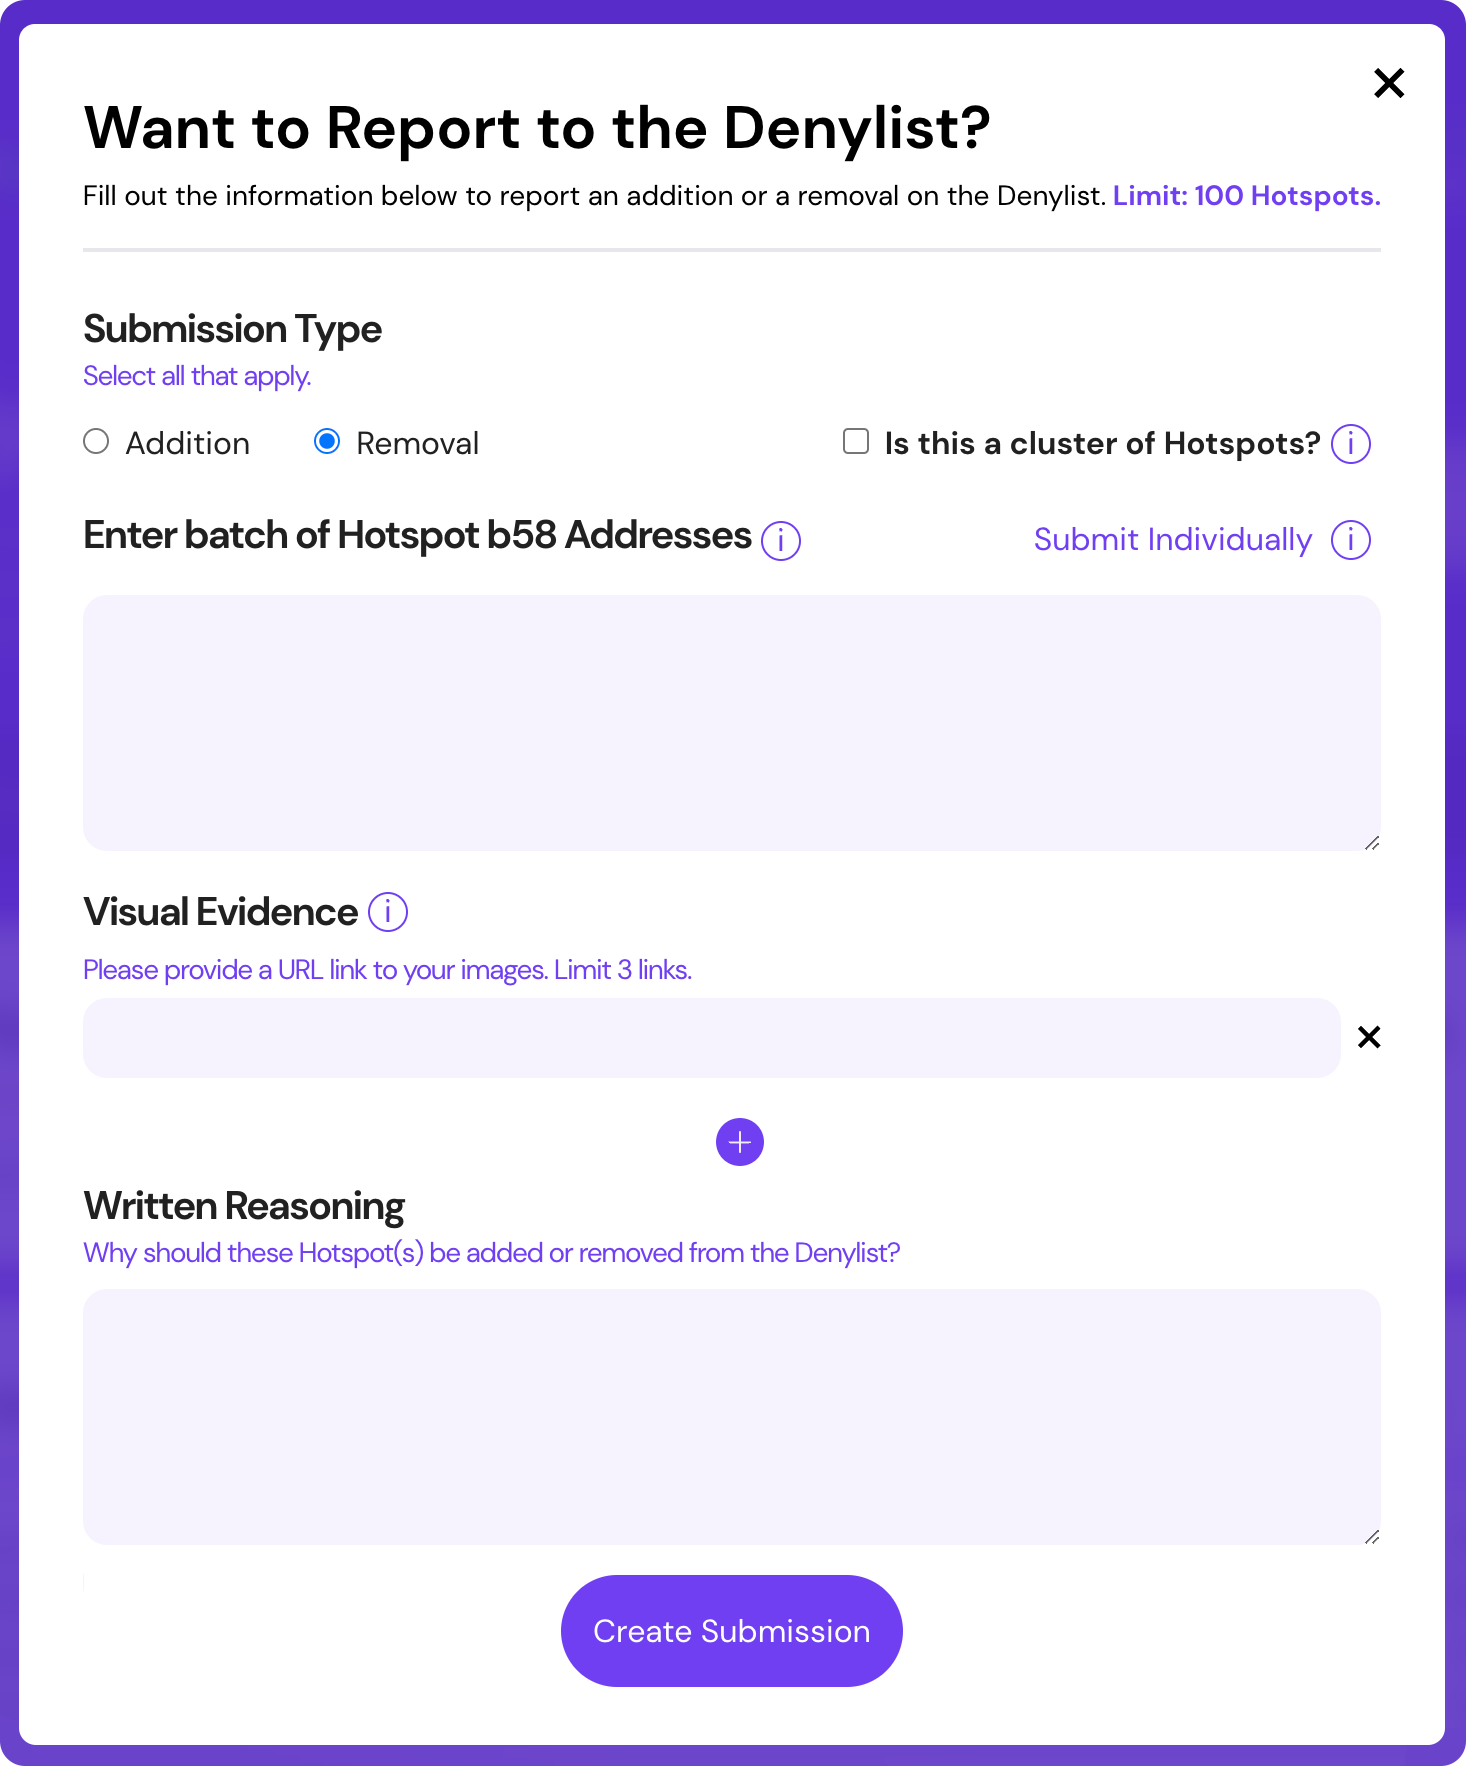 Want to Report to the Denylist?
Fill out the information below to report an addition or a removal on the Denylist. Limit: 100 Hotspots.
Submission Type
Select all that apply.
Addition Removal Is this a cluster of Hotspots? i
Enter batch of Hotspot b58 Addresses i Submit Individually i
Visual Evidence i
Please provide a URL link to your images. Limit 3 links.
Written Reasoning
Why should these Hotspot(s) be added or removed from the Denylist?
Create Submission